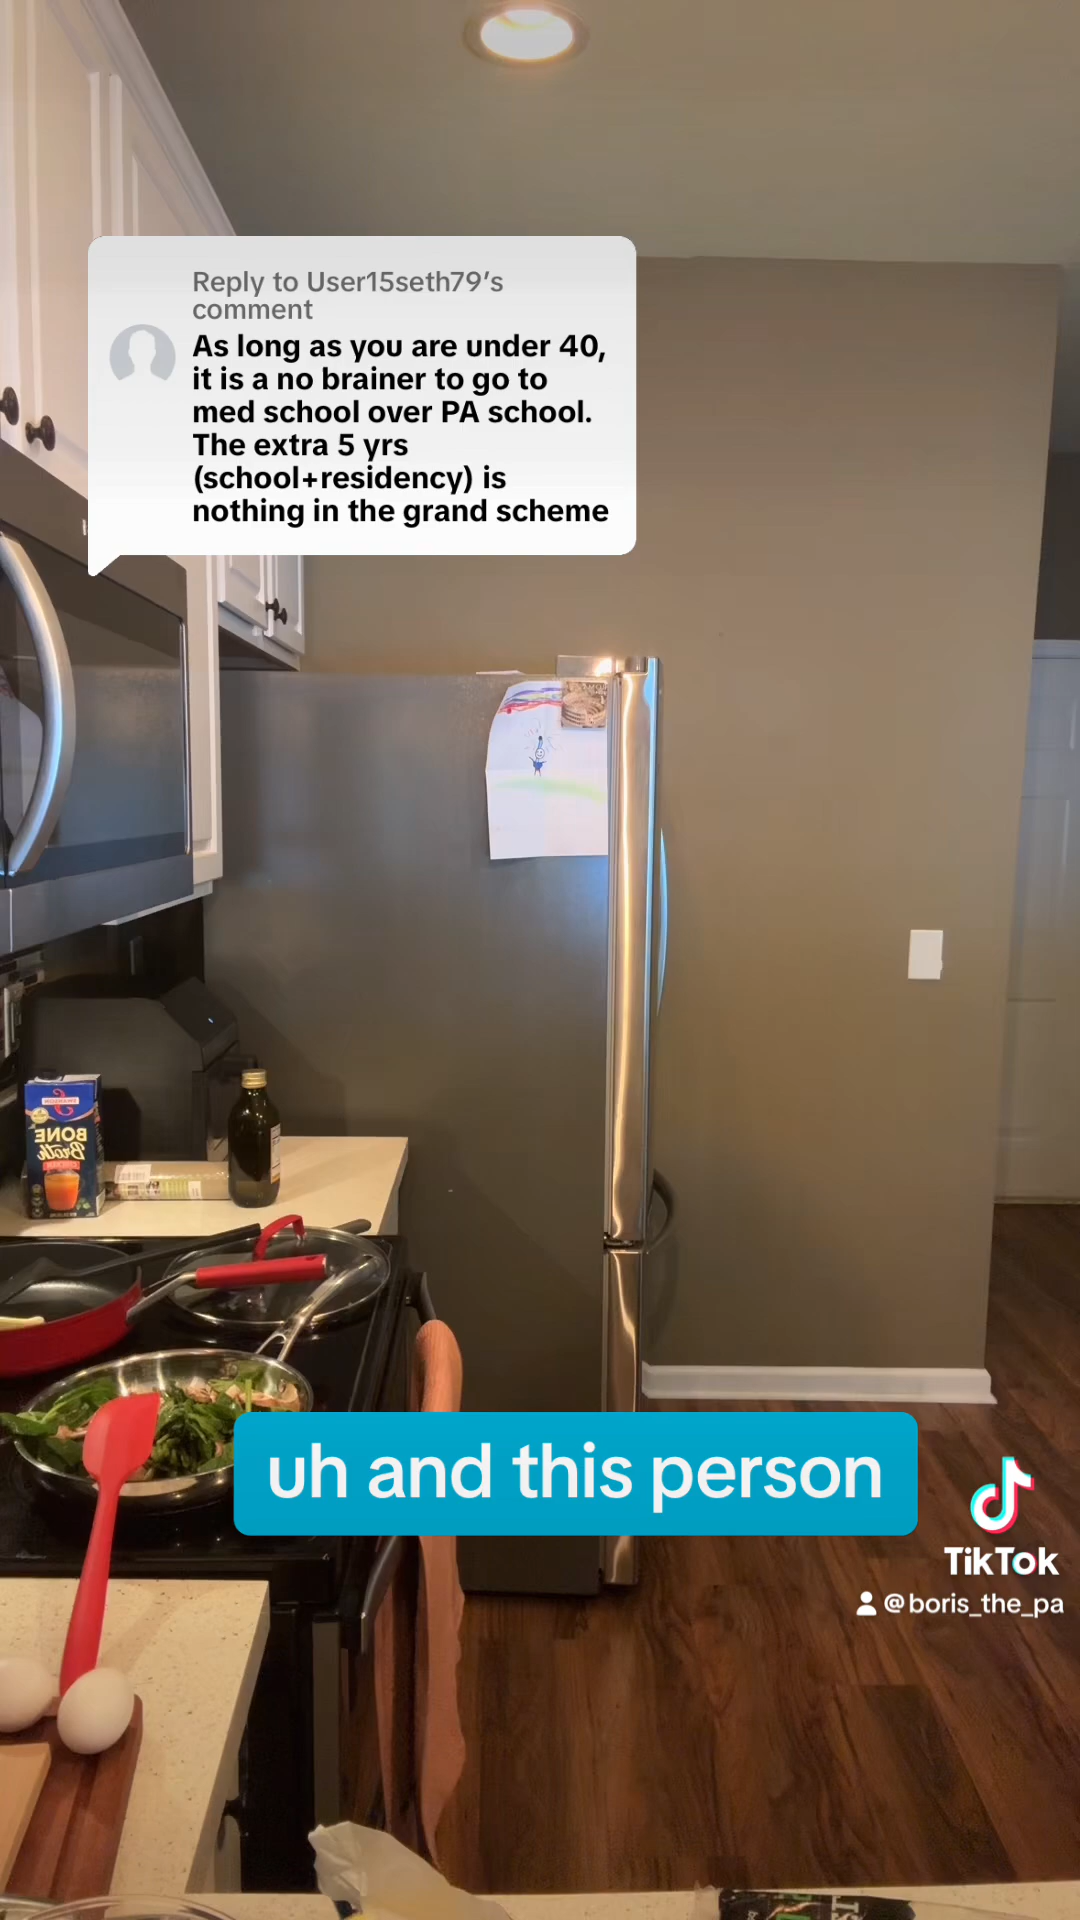 Reply to User15seth79's
comment
As long as you are under 40,
it is a no brainer to go to
med school over PA school.
The extra 5 yrs
(school+residency) is
nothing in the grand scheme
SWANSON
BONE
Broth
uh and this person
TikTok
@boris_the_pa